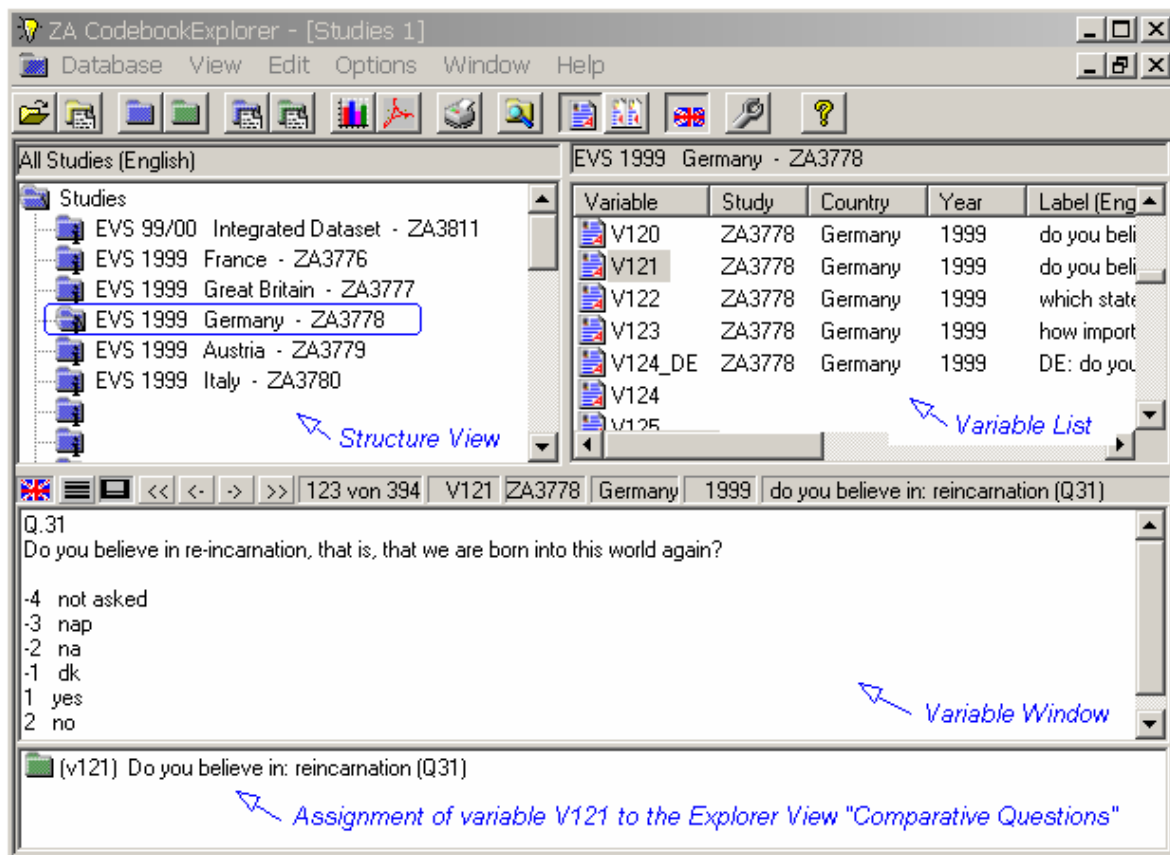 ZA CodebookExplorer - [Studies 1]
Database View Edit Options Window Help
All Studies (English)
Studies
EVS 99/00 Integrated Dataset - ZA3811
EVS 1999 France - ZA3776
EVS 1999 Great Britain - ZA3777
EVS 1999 Germany - ZA3778
EVS 1999 Austria - ZA3779
EVS 1999 Italy - ZA3780
Structure View
EVS 1999 Germany - ZA3778
Variable Study Country Year Label (Eng
V120 ZA3778 Germany 1999 do you beli
V121 ZA3778 Germany 1999 do you beli
V122 ZA3778 Germany 1999 which state
V123 ZA3778 Germany 1999 how import
V124_DE ZA3778 Germany 1999 DE: do you
V124
V125
Variable List
<< <- -> >> 123 von 394 V121 ZA3778 Germany 1999 do you believe in: reincarnation (Q31)
Q.31
Do you believe in re-incarnation, that is, that we are born into this world again?
-4 not asked
-3 nap
-2 na
-1 dk
1 yes
2 no
Variable Window
(v121) Do you believe in: reincarnation (Q31)
Assignment of variable V121 to the Explorer View "Comparative Questions"